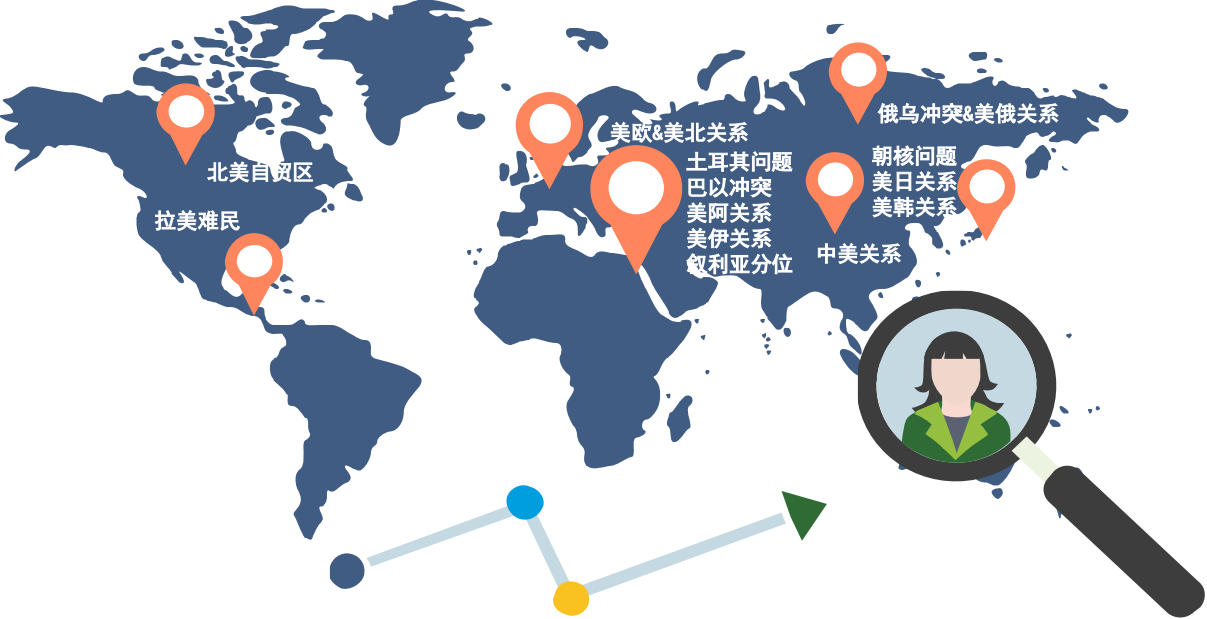 俄乌冲突&美俄关系
美欧&美北关系
北美自贸区
拉美难民
土耳其问题
巴以冲突
美阿关系
美伊关系
叙利亚分位
朝核问题
美日关系
美韩关系
中美关系